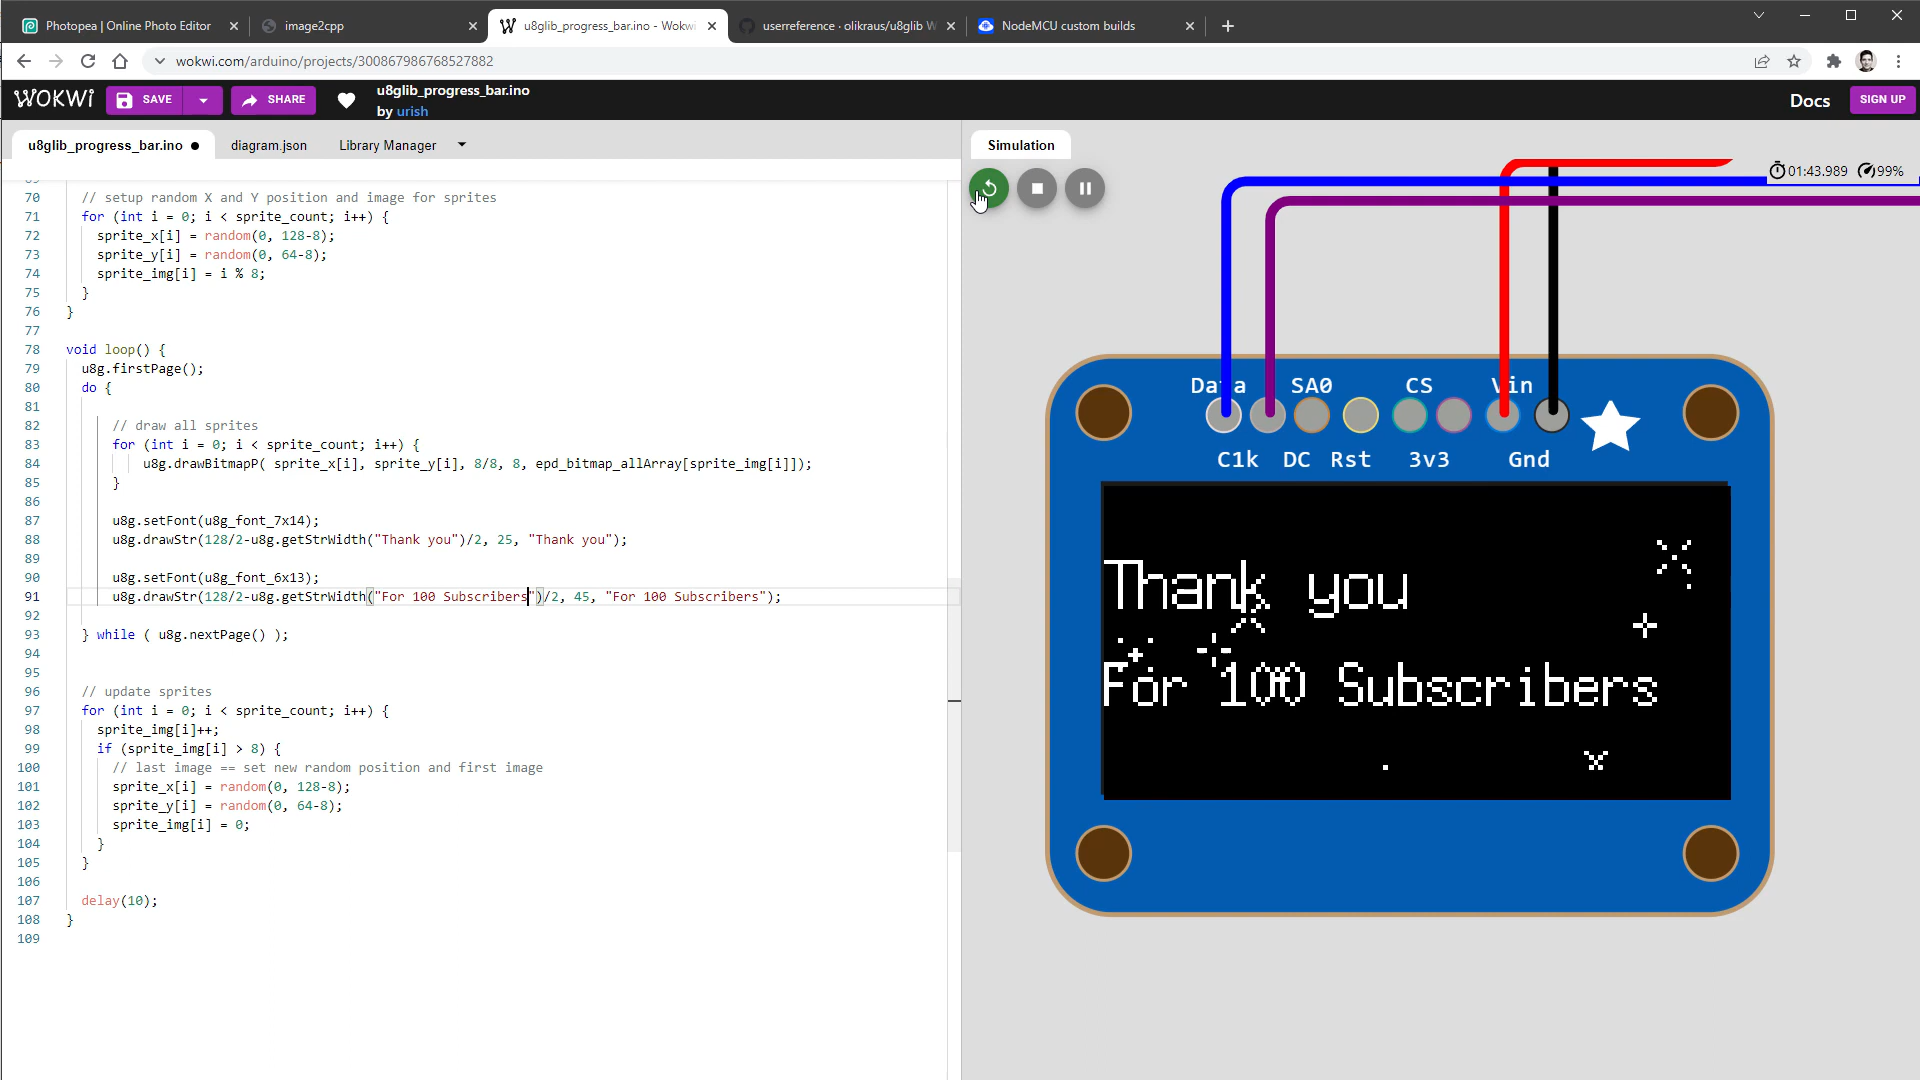 Photopea | Online Photo Editor
image2cpp
u8glib_progress_bar.ino - Wokwi
userreference · olikraus/u8glib W
NodeMCU custom builds
wokwi.com/arduino/projects/300867986768527882
WOKWI
SAVE
SHARE
u8glib_progress_bar.ino
by urish
Docs
SIGN UP
u8glib_progress_bar.ino
diagram.json
Library Manager
Simulation
01:43.989
99%
70 // setup random X and Y position and image for sprites
71 for (int i = 0; i < sprite_count; i++) {
72 sprite_x[i] = random(0, 128-8);
73 sprite_y[i] = random(0, 64-8);
74 sprite_img[i] = i % 8;
75 }
76 }
77
78 void loop() {
79 u8g.firstPage();
80 do {
81
82 // draw all sprites
83 for (int i = 0; i < sprite_count; i++) {
84 u8g.drawBitmapP( sprite_x[i], sprite_y[i], 8/8, 8, epd_bitmap_allArray[sprite_img[i]]);
85 }
86
87 u8g.setFont(u8g_font_7x14);
88 u8g.drawStr(128/2-u8g.getStrWidth("Thank you")/2, 25, "Thank you");
89
90 u8g.setFont(u8g_font_6x13);
91 u8g.drawStr(128/2-u8g.getStrWidth("For 100 Subscribers")/2, 45, "For 100 Subscribers");
92
93 } while ( u8g.nextPage() );
94
95
96 // update sprites
97 for (int i = 0; i < sprite_count; i++) {
98 sprite_img[i]++;
99 if (sprite_img[i] > 8) {
100 // last image == set new random position and first image
101 sprite_x[i] = random(0, 128-8);
102 sprite_y[i] = random(0, 64-8);
103 sprite_img[i] = 0;
104 }
105 }
106
107 delay(10);
108 }
109
Data SA0 CS Vin
C1k DC Rst 3v3 Gnd
Thank you
For 100 Subscribers